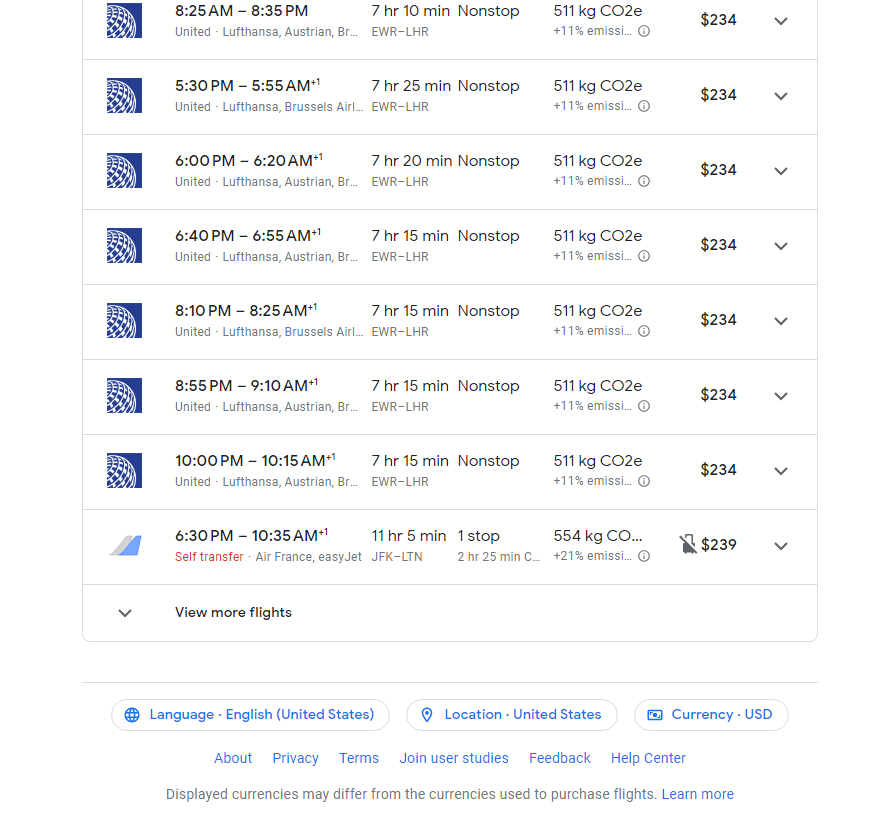 8:25 AM – 8:35 PM 7 hr 10 min Nonstop 511 kg CO2e $234
United · Lufthansa, Austrian, Br... EWR–LHR +11% emissi...
5:30 PM – 5:55 AM+1 7 hr 25 min Nonstop 511 kg CO2e $234
United · Lufthansa, Brussels Airl... EWR–LHR +11% emissi...
6:00 PM – 6:20 AM+1 7 hr 20 min Nonstop 511 kg CO2e $234
United · Lufthansa, Austrian, Br... EWR–LHR +11% emissi...
6:40 PM – 6:55 AM+1 7 hr 15 min Nonstop 511 kg CO2e $234
United · Lufthansa, Austrian, Br... EWR–LHR +11% emissi...
8:10 PM – 8:25 AM+1 7 hr 15 min Nonstop 511 kg CO2e $234
United · Lufthansa, Brussels Airl... EWR–LHR +11% emissi...
8:55 PM – 9:10 AM+1 7 hr 15 min Nonstop 511 kg CO2e $234
United · Lufthansa, Austrian, Br... EWR–LHR +11% emissi...
10:00 PM – 10:15 AM+1 7 hr 15 min Nonstop 511 kg CO2e $234
United · Lufthansa, Austrian, Br... EWR–LHR +11% emissi...
6:30 PM – 10:35 AM+1 11 hr 5 min 1 stop 554 kg CO... $239
Self transfer · Air France, easyJet JFK–LTN 2 hr 25 min C... +21% emissi...
View more flights
Language · English (United States) Location · United States Currency · USD
About Privacy Terms Join user studies Feedback Help Center
Displayed currencies may differ from the currencies used to purchase flights. Learn more